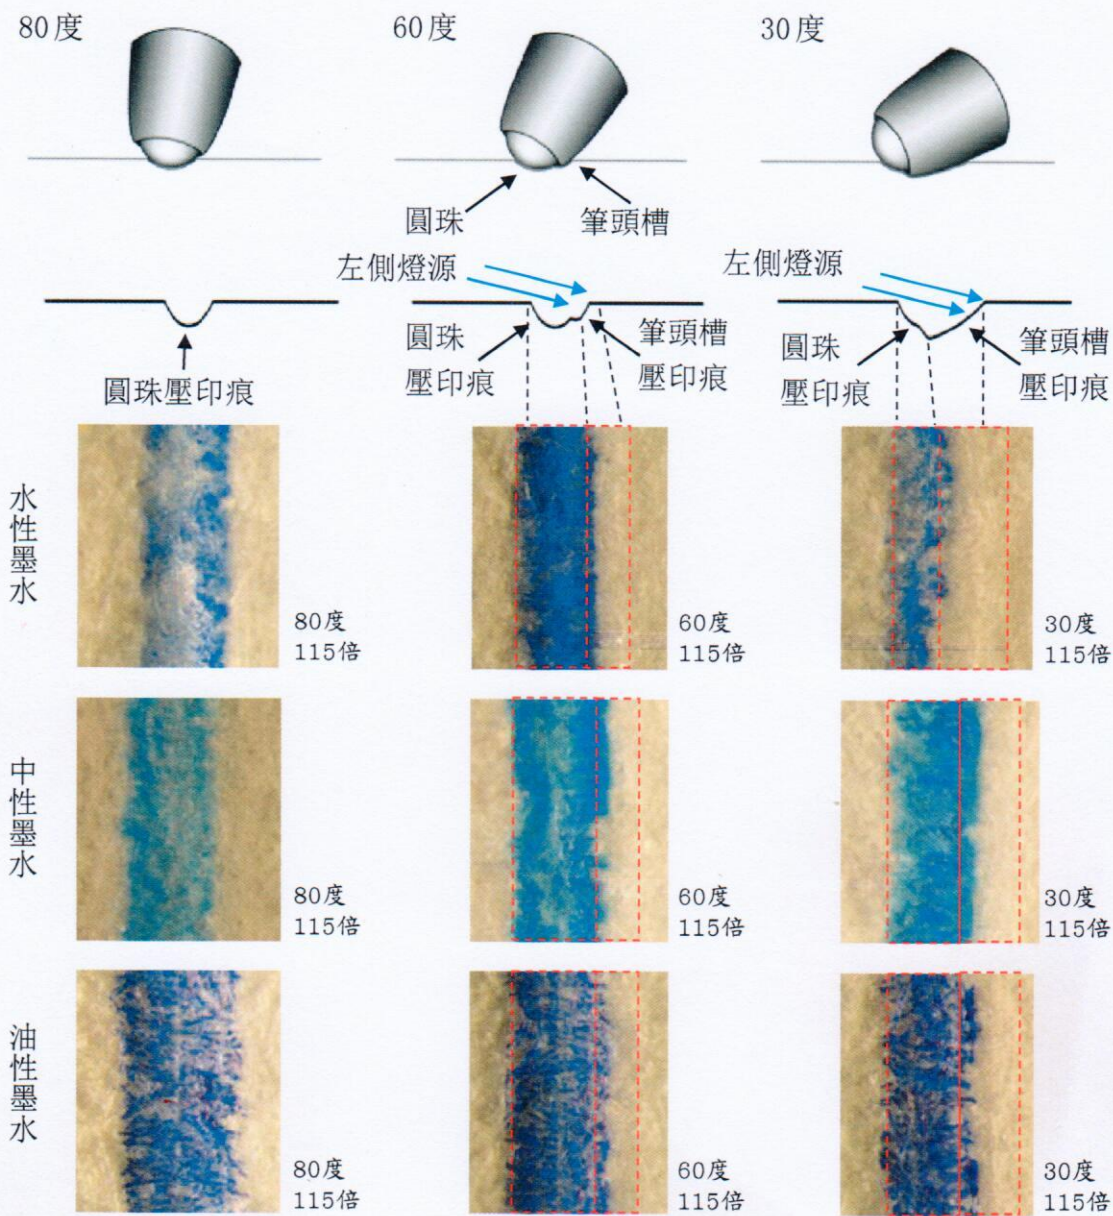 80度
60度
30度
圓珠
筆頭槽
左側燈源
左側燈源
圓珠
壓印痕
筆頭槽
壓印痕
圓珠
壓印痕
筆頭槽
壓印痕
圓珠壓印痕
水性墨水
80度
115倍
60度
115倍
30度
115倍
中性墨水
80度
115倍
60度
115倍
30度
115倍
油性墨水
80度
115倍
60度
115倍
30度
115倍